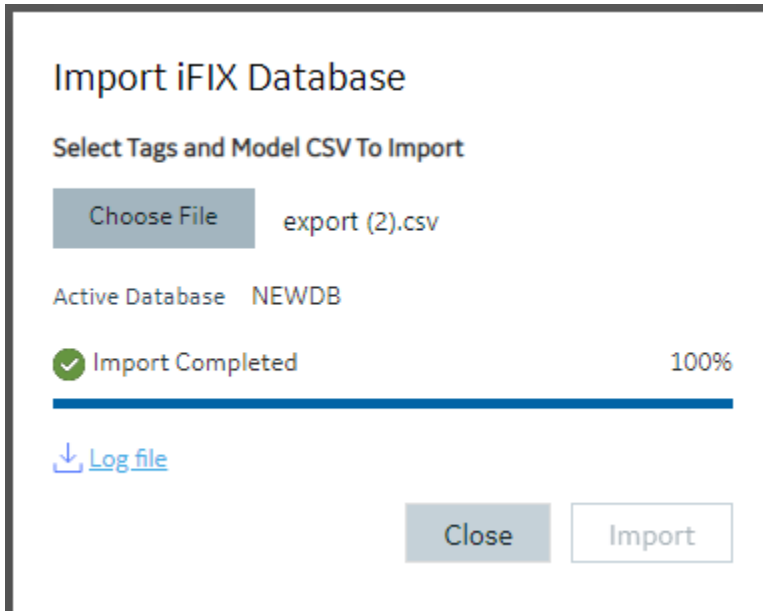 Import iFIX Database
Select Tags and Model CSV To Import
Choose File export (2).csv
Active Database NEWDB
Import Completed 100%
Log file
Close Import